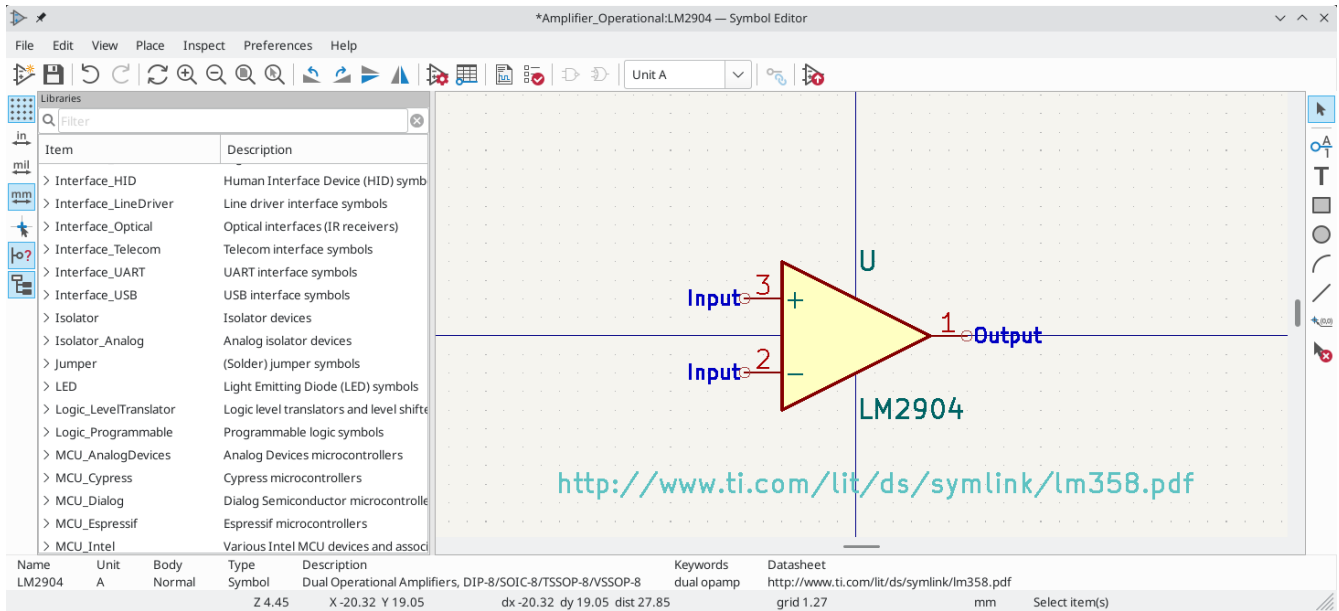 *Amplifier_Operational:LM2904 — Symbol Editor
File Edit View Place Inspect Preferences Help
Unit A
Libraries
Filter
Item Description
Interface_HID Human Interface Device (HID) symb
Interface_LineDriver Line driver interface symbols
Interface_Optical Optical interfaces (IR receivers)
Interface_Telecom Telecom interface symbols
Interface_UART UART interface symbols
Interface_USB USB interface symbols
Isolator Isolator devices
Isolator_Analog Analog isolator devices
Jumper (Solder) jumper symbols
LED Light Emitting Diode (LED) symbols
Logic_LevelTranslator Logic level translators and level shifte
Logic_Programmable Programmable logic symbols
MCU_AnalogDevices Analog Devices microcontrollers
MCU_Cypress Cypress microcontrollers
MCU_Dialog Dialog Semiconductor microcontrolle
MCU_Espressif Espressif microcontrollers
MCU_Intel Various Intel MCU devices and associ
in
mil
mm
U
Input 3 +
1 Output
Input 2 −
LM2904
http://www.ti.com/lit/ds/symlink/lm358.pdf
A
1
T
(0,0)
Name Unit Body Type Description Keywords Datasheet
LM2904 A Normal Symbol Dual Operational Amplifiers, DIP-8/SOIC-8/TSSOP-8/VSSOP-8 dual opamp http://www.ti.com/lit/ds/symlink/lm358.pdf
Z 4.45 X -20.32 Y 19.05 dx -20.32 dy 19.05 dist 27.85 grid 1.27 mm Select item(s)